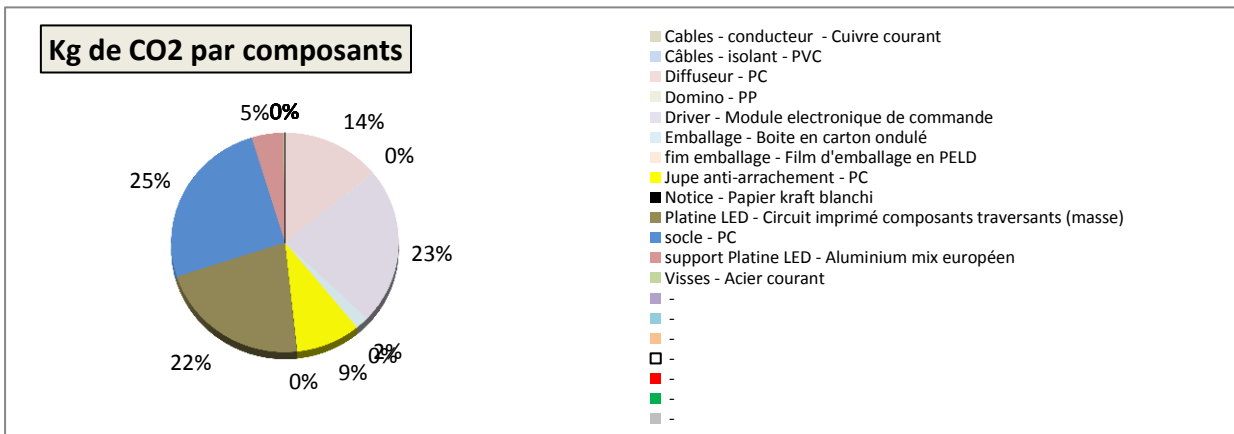 Kg de CO2 par composants
5%
0%
0%
14%
0%
25%
23%
22%
0%
9%
0%
2%
Cables - conducteur  - Cuivre courant
Câbles - isolant - PVC
Diffuseur - PC
Domino - PP
Driver - Module electronique de commande
Emballage - Boite en carton ondulé
fim emballage - Film d'emballage en PELD
Jupe anti-arrachement - PC
Notice - Papier kraft blanchi
Platine LED - Circuit imprimé composants traversants (masse)
socle - PC
support Platine LED - Aluminium mix européen
Visses - Acier courant
-
-
-
-
-
-
-